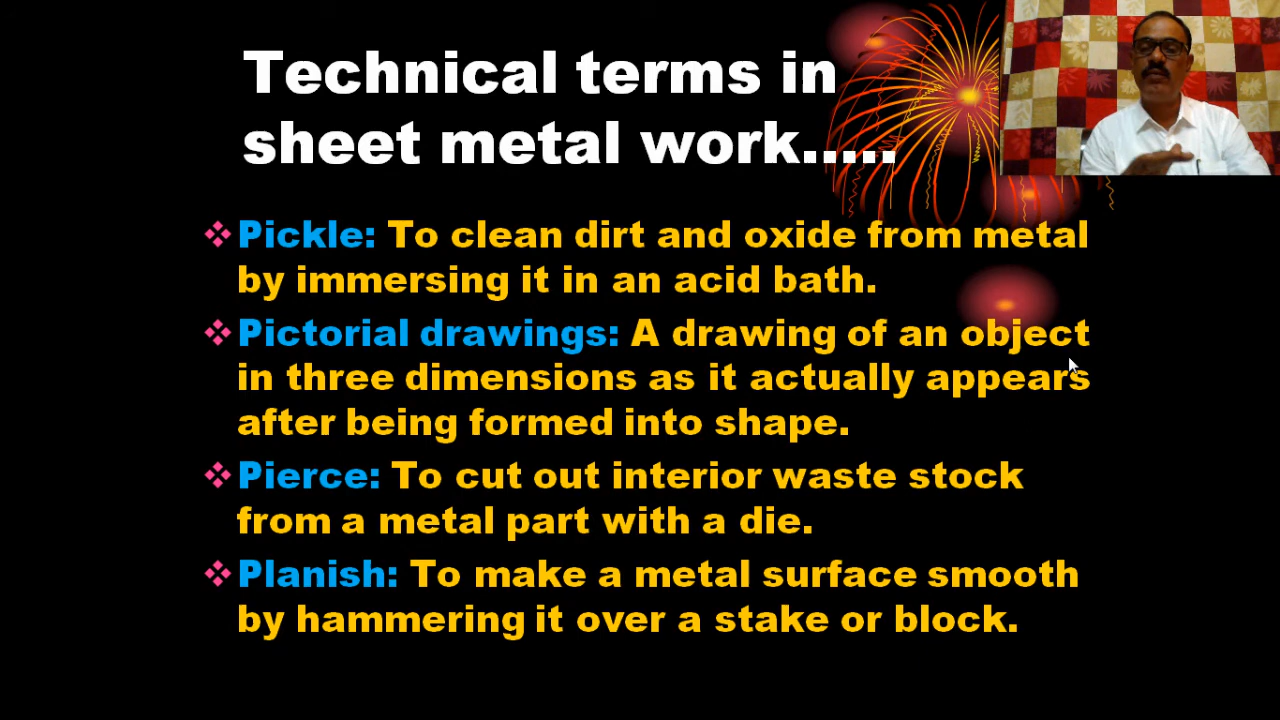 Technical terms in
sheet metal work.....
Pickle: To clean dirt and oxide from metal
by immersing it in an acid bath.
Pictorial drawings: A drawing of an object
in three dimensions as it actually appears
after being formed into shape.
Pierce: To cut out interior waste stock
from a metal part with a die.
Planish: To make a metal surface smooth
by hammering it over a stake or block.